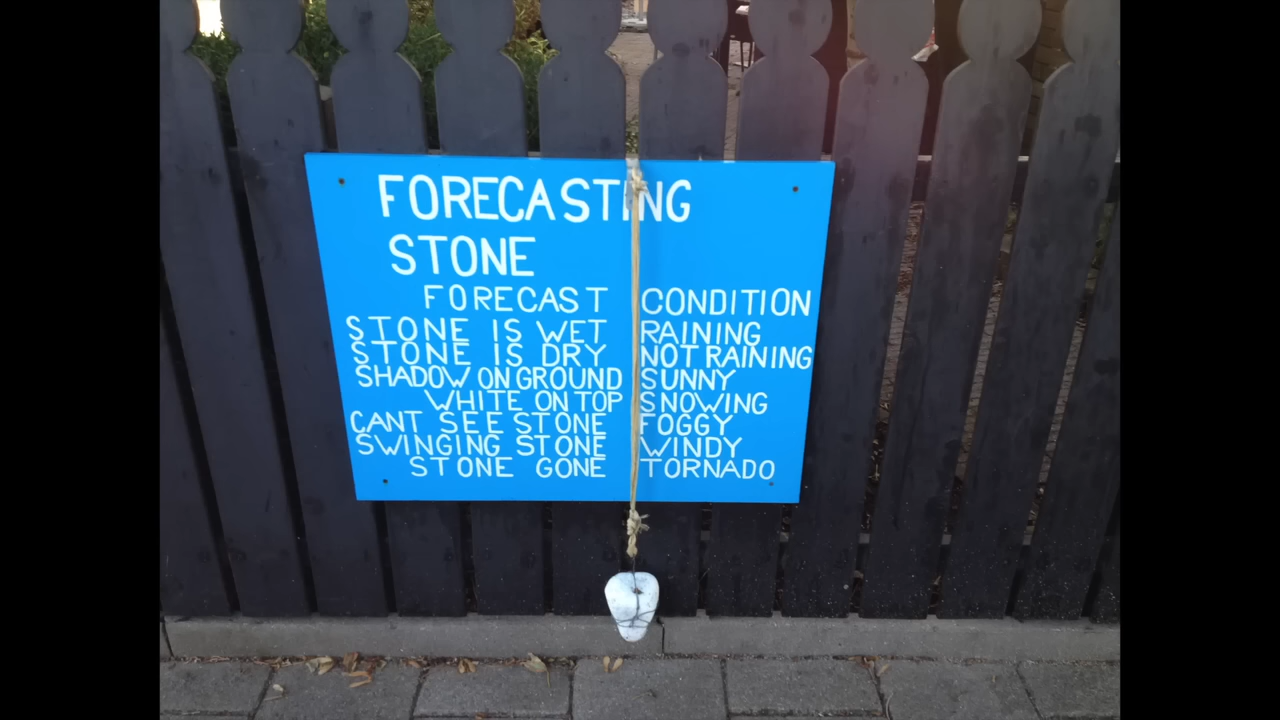 FORECASTING
STONE
FORECAST CONDITION
STONE IS WET RAINING
STONE IS DRY NOT RAINING
SHADOW ON GROUND SUNNY
WHITE ON TOP SNOWING
CANT SEE STONE FOGGY
SWINGING STONE WINDY
STONE GONE TORNADO